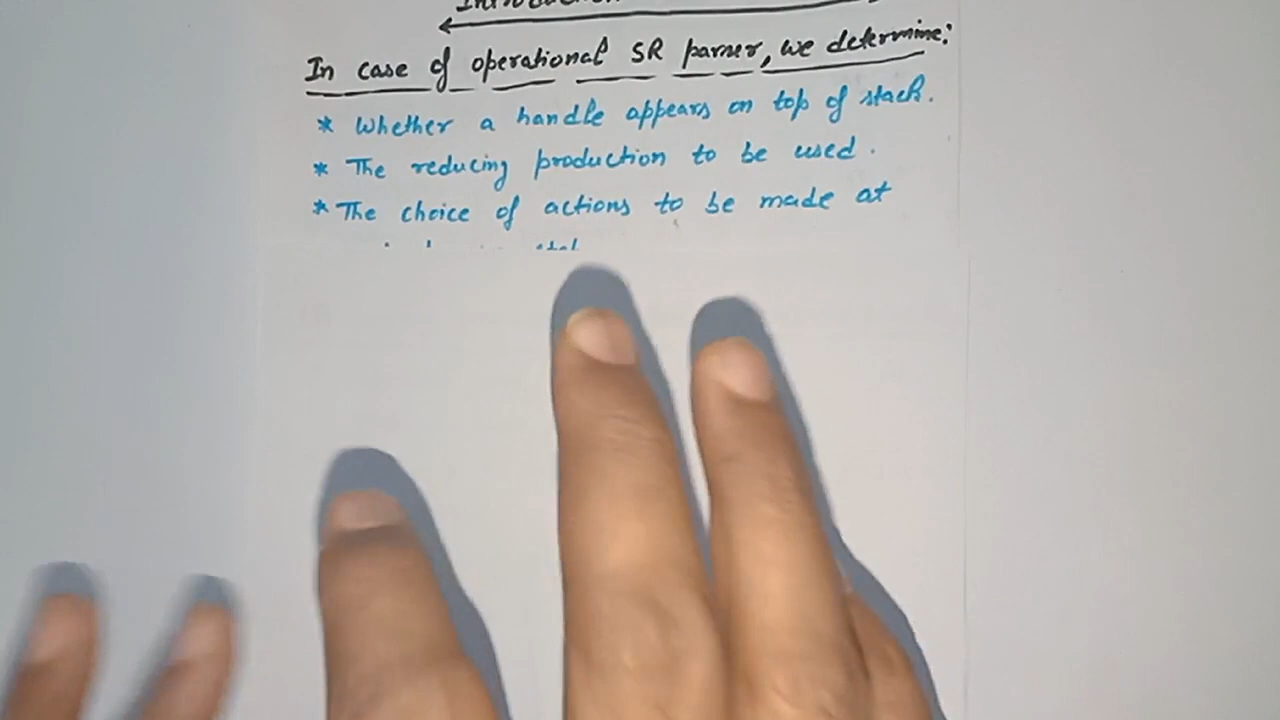 In case of operational SR parser, we determine:
* Whether a handle appears on top of stack.
* The reducing production to be used.
* The choice of actions to be made at